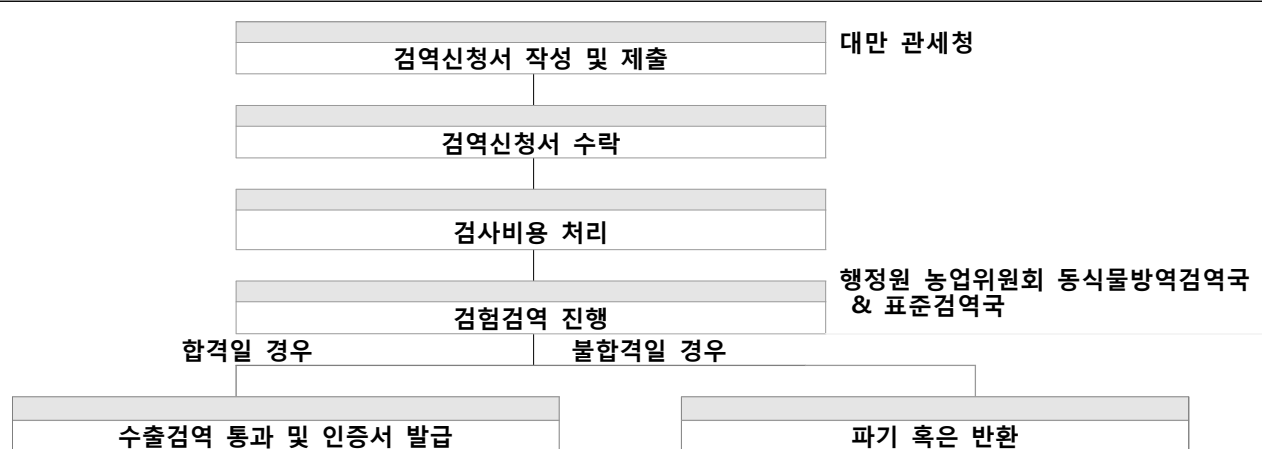 검역신청서 작성 및 제출
대만 관세청
검역신청서 수락
검사비용 처리
행정원 농업위원회 동식물방역검역국
& 표준검역국
검험검역 진행
합격일 경우
불합격일 경우
수출검역 통과 및 인증서 발급
파기 혹은 반환